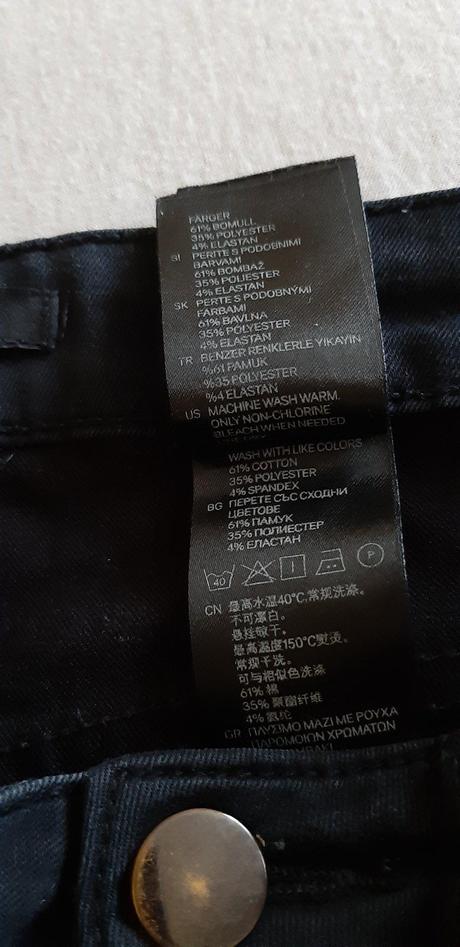 FÄRGER
61% BOMULL
35% POLYESTER
4% ELASTAN
SI PERITE S PODOBNIMI
BARVAMI
61% BOMBAŽ
35% POLIESTER
4% ELASTAN
SK PERTE S PODOBNÝMI
FARBAMI
61% BAVLNA
35% POLYESTER
4% ELASTAN
TR BENZER RENKLERLE YIKAYIN
%61 PAMUK
%35 POLYESTER
%4 ELASTAN
US MACHINE WASH WARM.
ONLY NON-CHLORINE
BLEACH WHEN NEEDED
WASH WITH LIKE COLORS
61% COTTON
35% POLYESTER
4% SPANDEX
BG ПЕРЕТЕ СЪС СХОДНИ
ЦВЕТОВЕ
61% ПАМУК
35% ПОЛИЕСТЕР
4% ЕЛАСТАН
40 P
CN 最高水温40°C,常规洗涤。
不可漂白。
悬挂晾干。
最高温度150°C熨烫。
常规干洗。
可与相似色洗涤
61% 棉
35% 聚酯纤维
4% 氨纶
GR ΠΛΥΣΙΜΟ ΜΑΖΙ ΜΕ ΡΟΥΧΑ
ΠΑΡΟΜΟΙΩΝ ΧΡΩΜΑΤΩΝ